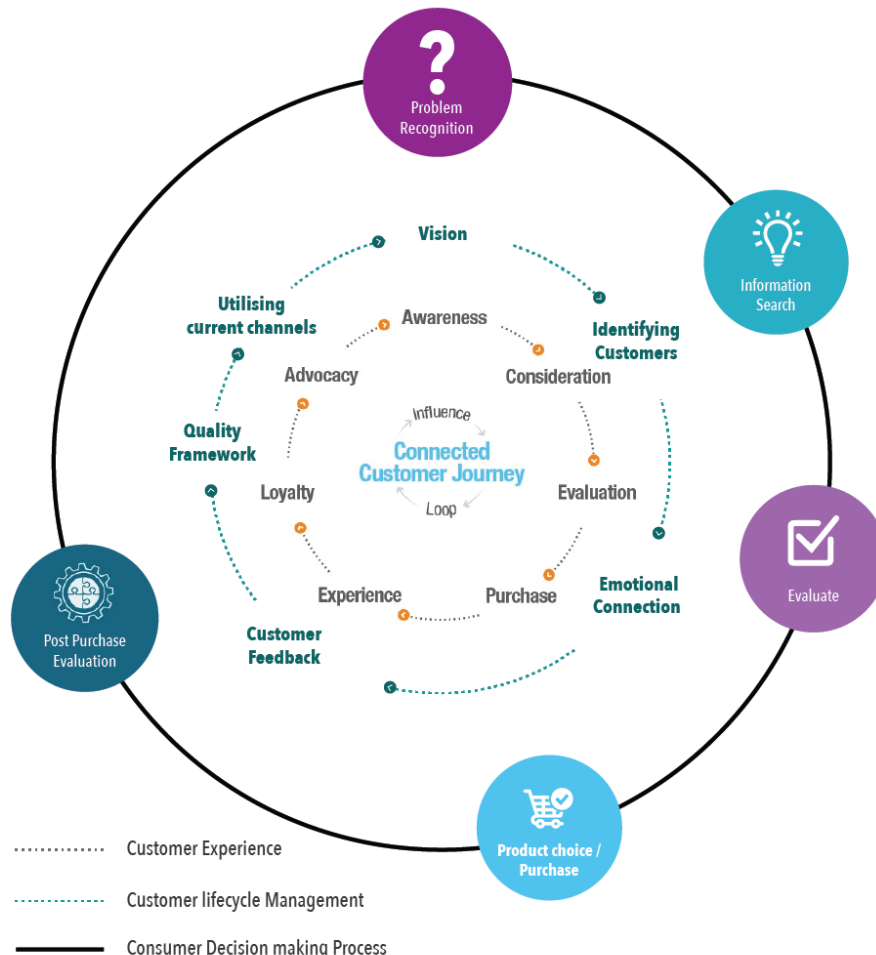 ?
Problem
Recognition
Information
Search
Vision
Utilising
current channels
Identifying
Customers
Awareness
Advocacy
Consideration
Influence
Connected
Customer Journey
Loop
Quality
Framework
Loyalty
Evaluation
Evaluate
Emotional
Connection
Experience
Purchase
Customer
Feedback
Post Purchase
Evaluation
Product choice /
Purchase
Customer Experience
Customer lifecycle Management
Consumer Decision making Process